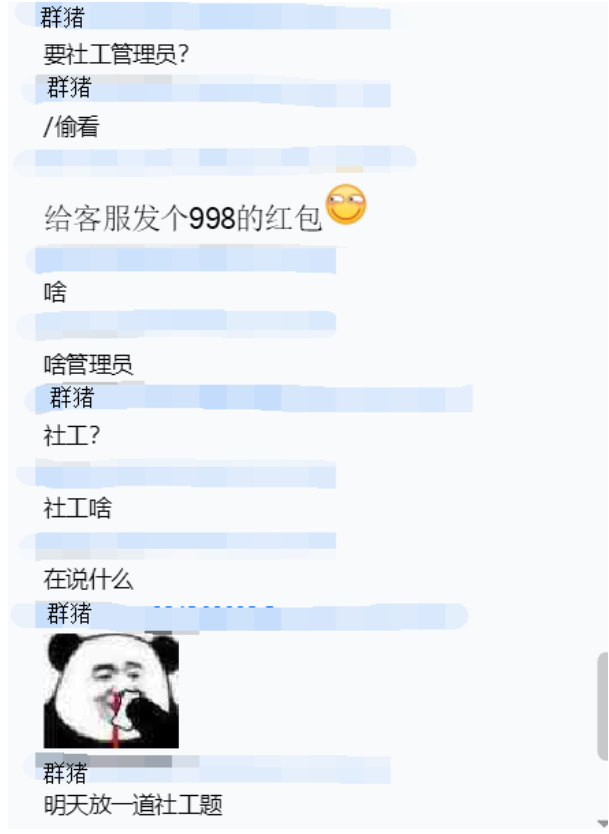 群猪
要社工管理员？
群猪
/偷看
给客服发个998的红包
啥
啥管理员
群猪
社工？
社工啥
在说什么
群猪
群猪
明天放一道社工题